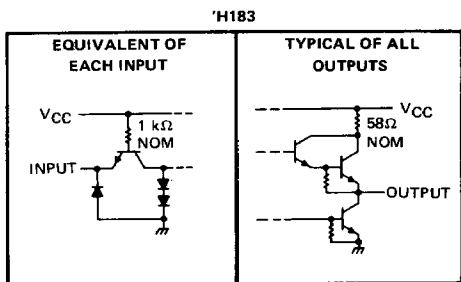 'H183
EQUIVALENT OF
EACH INPUT
VCC
1 kΩ
NOM
INPUT
TYPICAL OF ALL
OUTPUTS
VCC
58Ω
NOM
OUTPUT